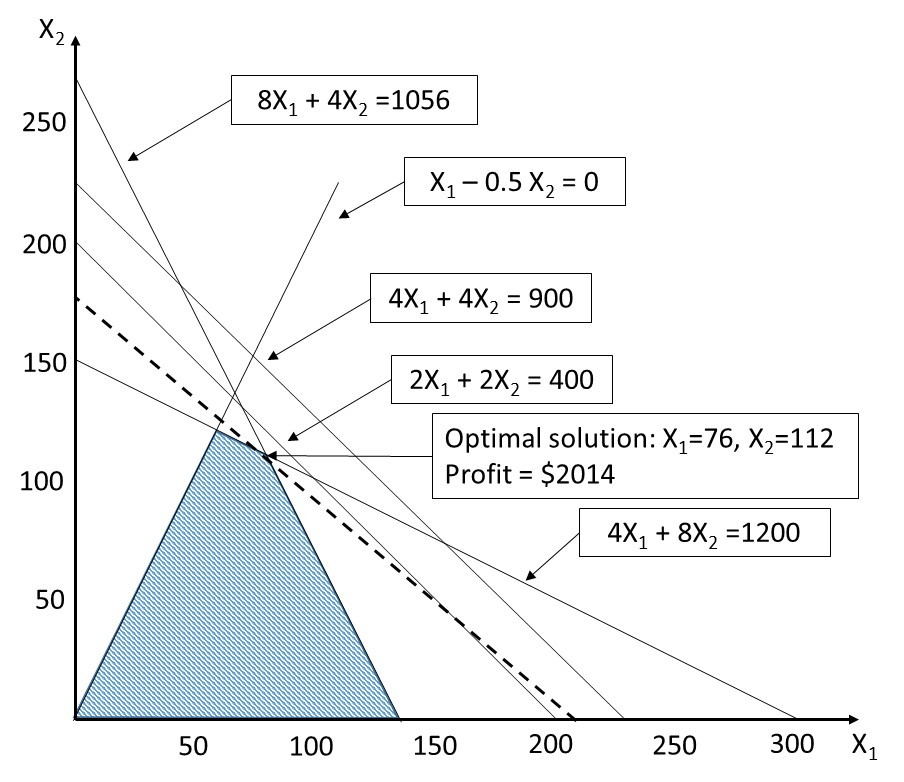 X₂
8X₁ + 4X₂ =1056
250
X₁ – 0.5 X₂ = 0
200
4X₁ + 4X₂ = 900
150
2X₁ + 2X₂ = 400
Optimal solution: X₁=76, X₂=112
Profit = $2014
100
4X₁ + 8X₂ =1200
50
50 100 150 200 250 300 X₁